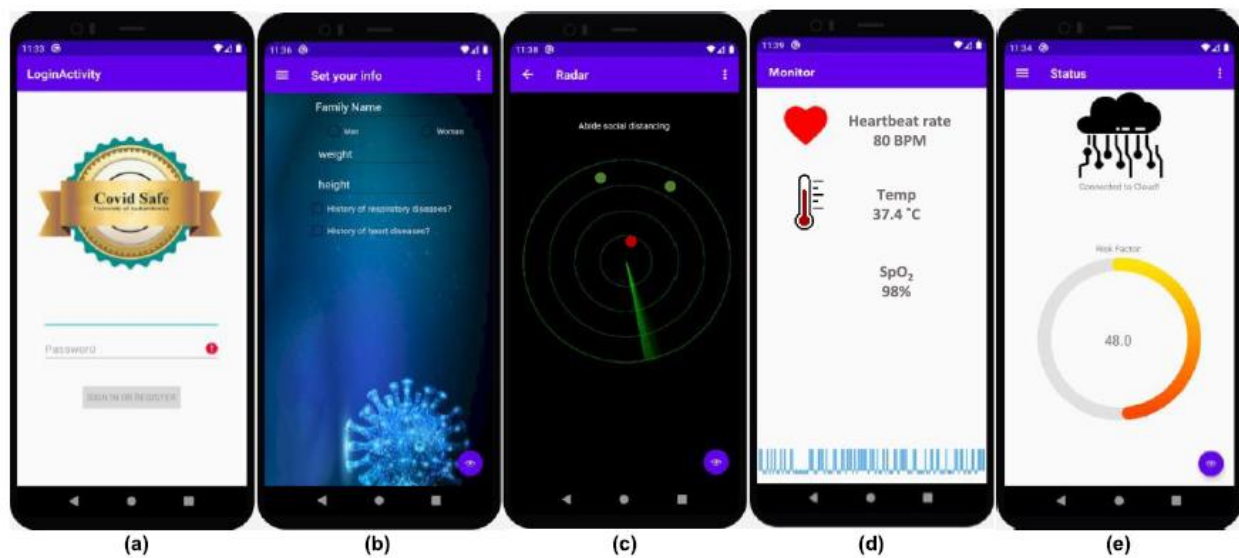 11:33
LoginActivity
Covid Safe
Password
SIGN IN OR REGISTER
(a)
11:36
Set your info
Family Name
Man Woman
weight
height
History of respiratory diseases?
History of heart diseases?
(b)
11:38
Radar
Abide social distancing
(c)
11:39
Monitor
Heartbeat rate
80 BPM
Temp
37.4 °C
SpO₂
98%
(d)
11:34
Status
Connected to Cloud!
Risk Factor
48.0
(e)